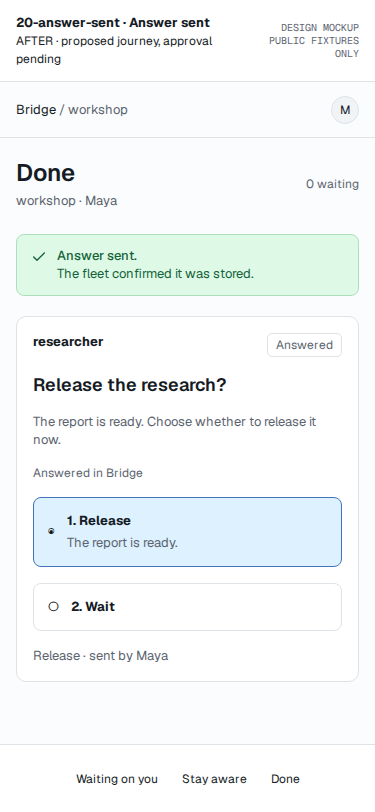 20-answer-sent · Answer sent
AFTER · proposed journey, approval
pending
DESIGN MOCKUP
PUBLIC FIXTURES
ONLY
Bridge / workshop
M
Done
workshop · Maya
0 waiting
Answer sent.
The fleet confirmed it was stored.
researcher
Answered
Release the research?
The report is ready. Choose whether to release it
now.
Answered in Bridge
1. Release
The report is ready.
2. Wait
Release · sent by Maya
Waiting on you
Stay aware
Done